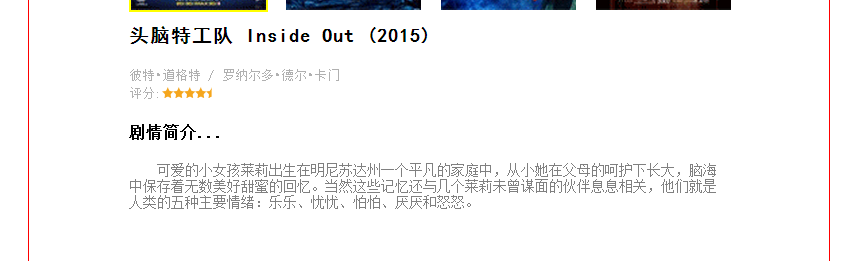 头脑特工队 Inside Out (2015)
彼特•道格特 / 罗纳尔多•德尔•卡门
评分:
剧情简介...
可爱的小女孩莱莉出生在明尼苏达州一个平凡的家庭中，从小她在父母的呵护下长大，脑海
中保存着无数美好甜蜜的回忆。当然这些记忆还与几个莱莉未曾谋面的伙伴息息相关，他们就是
人类的五种主要情绪：乐乐、忧忧、怕怕、厌厌和怒怒。